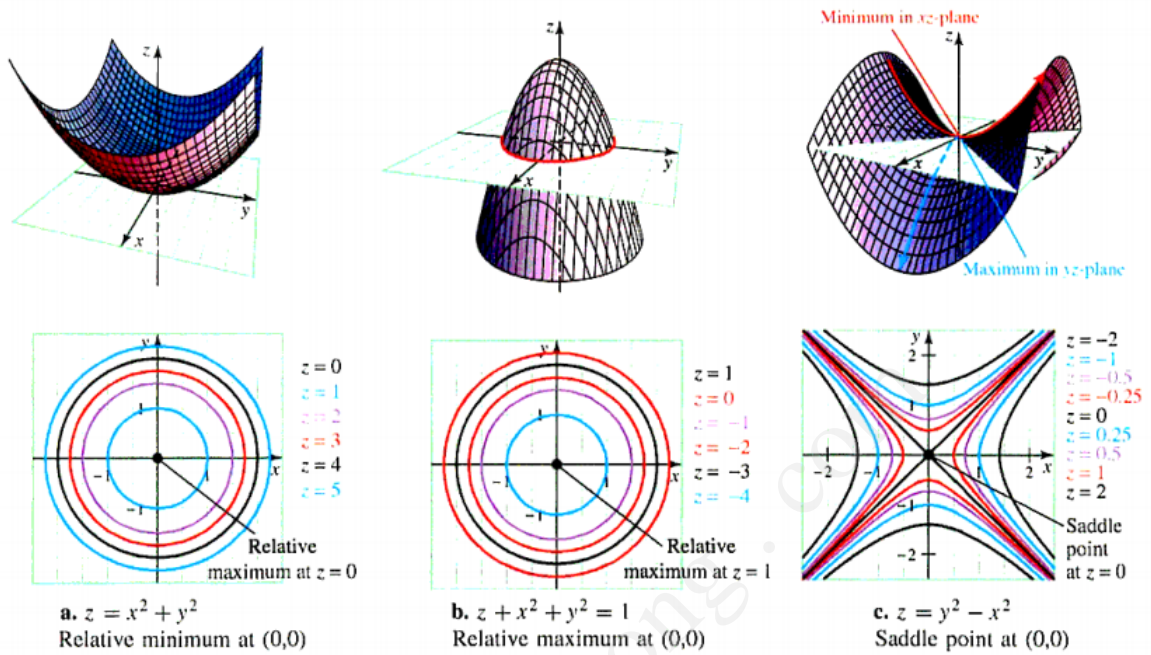 Minimum in xz-plane
z
y
x
z
y
x
z
y
x
Maximum in yz-plane
y
x
1
−1
1
−1
z = 0
z = 1
z = 2
z = 3
z = 4
z = 5
Relative
maximum at z = 0
y
x
1
−1
1
−1
z = 1
z = 0
z = −1
z = −2
z = −3
z = −4
Relative
maximum at z = 1
y
x
2
1
−1
−2
−2
−1
1
2
z = −2
z = −1
z = −0.5
z = −0.25
z = 0
z = 0.25
z = 0.5
z = 1
z = 2
Saddle
point
at z = 0
a. z = x² + y²
Relative minimum at (0,0)
b. z + x² + y² = 1
Relative maximum at (0,0)
c. z = y² − x²
Saddle point at (0,0)